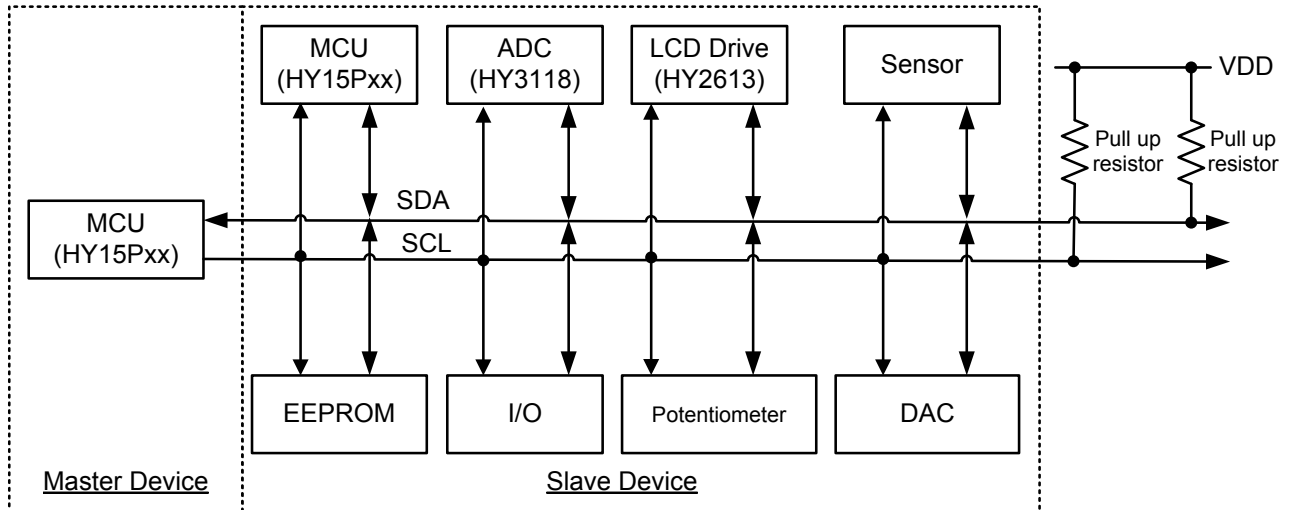 MCU
(HY15Pxx)
ADC
(HY3118)
LCD Drive
(HY2613)
Sensor
VDD
Pull up
resistor
Pull up
resistor
MCU
(HY15Pxx)
SDA
SCL
EEPROM
I/O
Potentiometer
DAC
Master Device
Slave Device